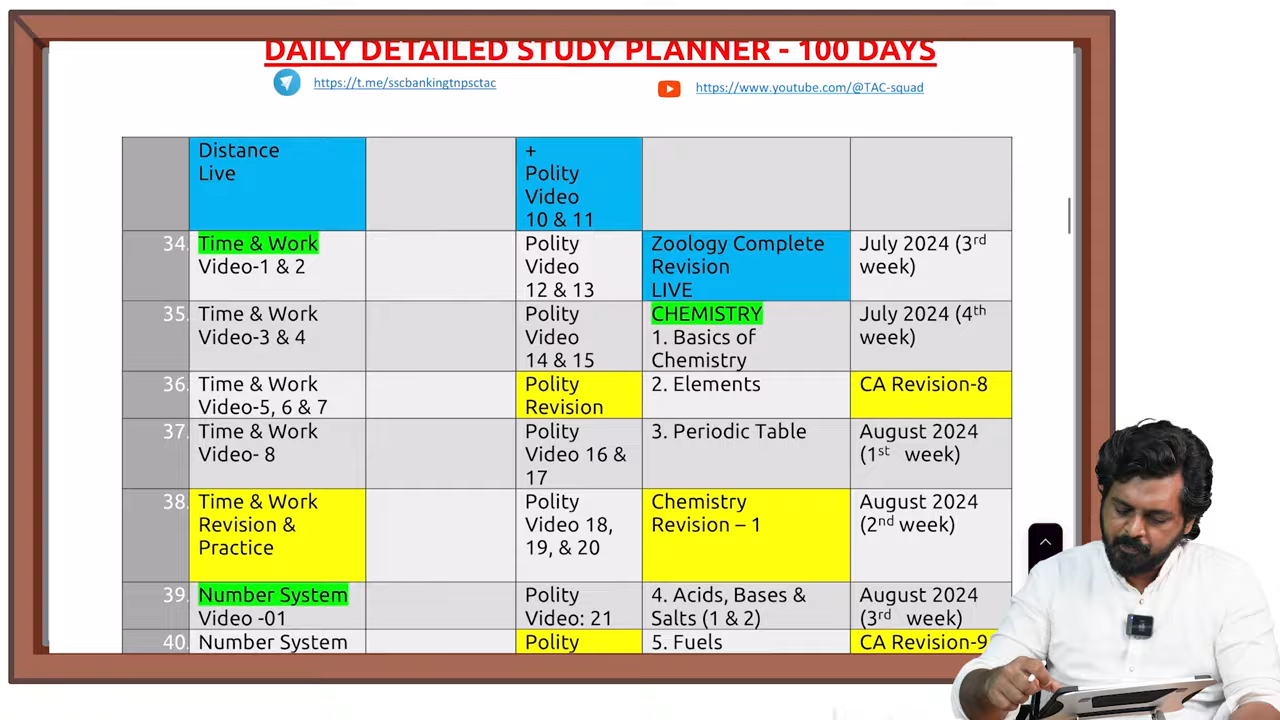 DAILY DETAILED STUDY PLANNER - 100 DAYS
https://t.me/sscbankingtnpsctac
https://www.youtube.com/@TAC-squad
Distance
Live
+
Polity
Video
10 & 11
34.
Time & Work
Video-1 & 2
Polity
Video
12 & 13
Zoology Complete
Revision
LIVE
July 2024 (3rd
week)
35.
Time & Work
Video-3 & 4
Polity
Video
14 & 15
CHEMISTRY
1. Basics of
Chemistry
July 2024 (4th
week)
36.
Time & Work
Video-5, 6 & 7
Polity
Revision
2. Elements
CA Revision-8
37.
Time & Work
Video- 8
Polity
Video 16 &
17
3. Periodic Table
August 2024
(1st week)
38.
Time & Work
Revision &
Practice
Polity
Video 18,
19, & 20
Chemistry
Revision – 1
August 2024
(2nd week)
39.
Number System
Video -01
Polity
Video: 21
4. Acids, Bases &
Salts (1 & 2)
August 2024
(3rd week)
40.
Number System
Polity
5. Fuels
CA Revision-9